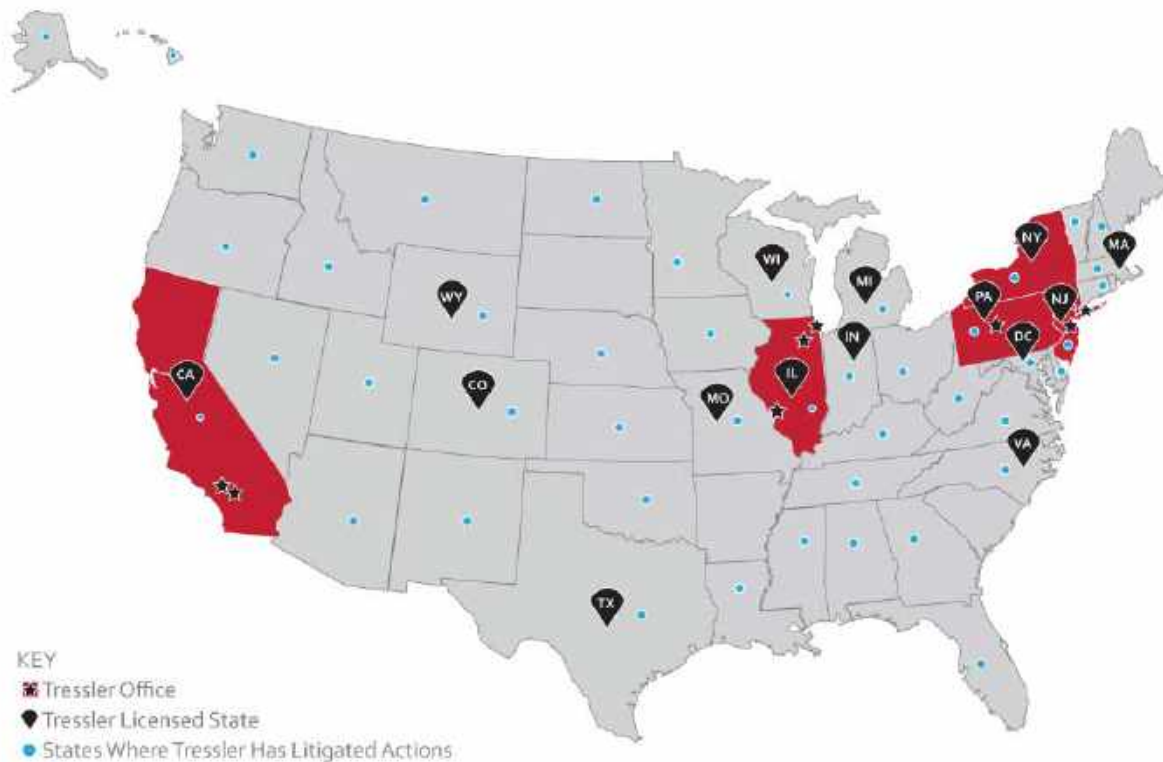 NY
MA
WI
MI
WY
PA
NJ
DC
IN
IL
CA
CO
MO
VA
TX
KEY
Tressler Office
Tressler Licensed State
States Where Tressler Has Litigated Actions